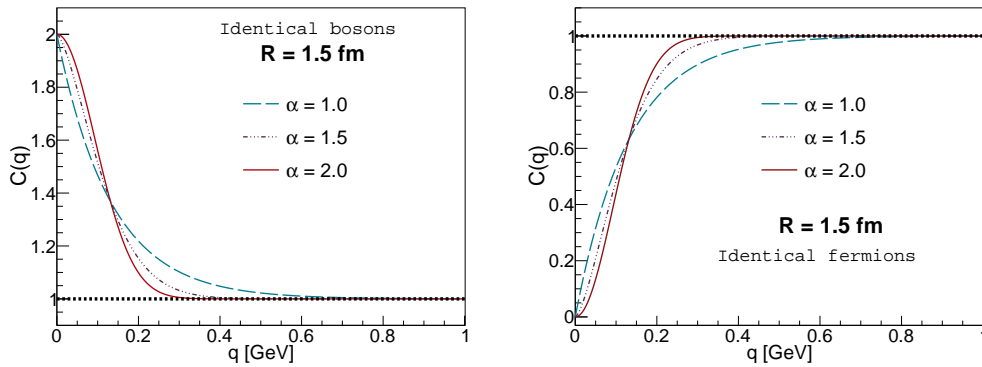 Identical bosons
R = 1.5 fm
α = 1.0
α = 1.5
α = 2.0
C(q)
2
1.8
1.6
1.4
1.2
1
0
0.2
0.4
0.6
0.8
1
q [GeV]
C(q)
1
0.8
0.6
0.4
0.2
0
α = 1.0
α = 1.5
α = 2.0
R = 1.5 fm
Identical fermions
0
0.2
0.4
0.6
0.8
1
q [GeV]